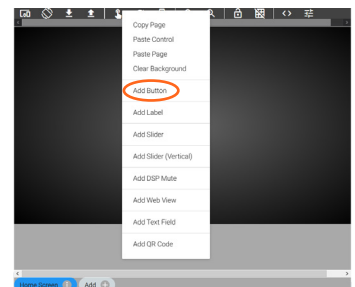 Copy Page
Paste Control
Paste Page
Clear Background
Add Button
Add Label
Add Slider
Add Slider (Vertical)
Add DSP Mute
Add Web View
Add Text Field
Add QR Code
Home Screen
Add